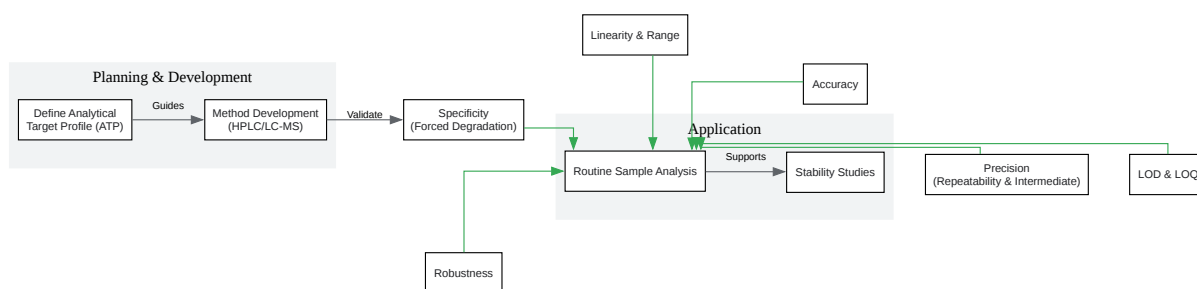 Linearity & Range
Planning & Development
Accuracy
Define Analytical
Target Profile (ATP)
Guides
Method Development
(HPLC/LC-MS)
Validate
Specificity
(Forced Degradation)
Application
Routine Sample Analysis
Supports
Stability Studies
Precision
(Repeatability & Intermediate)
LOD & LOQ
Robustness